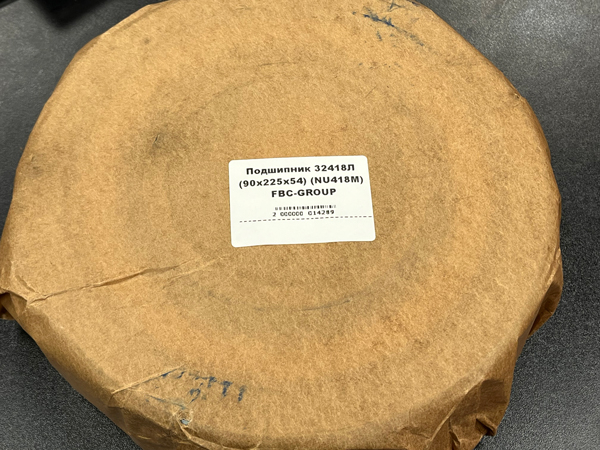 Подшипник 32418Л
(90x225x54) (NU418M)
FBC-GROUP
2 000000 014289